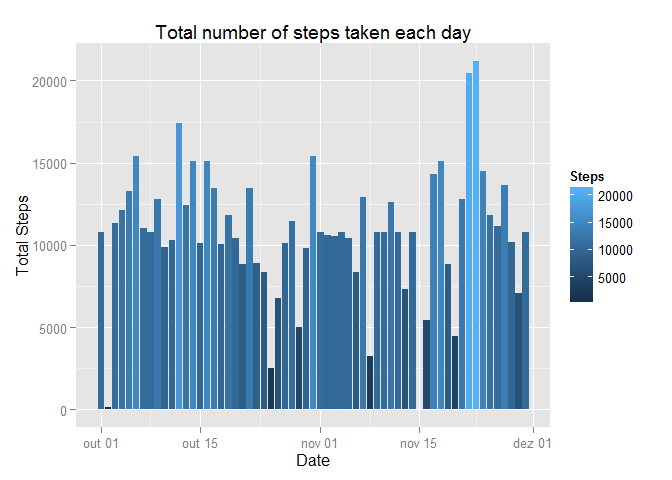 Total number of steps taken each day
Total Steps
20000
15000
10000
5000
0
out 01
out 15
nov 01
nov 15
dez 01
Date
Steps
20000
15000
10000
5000